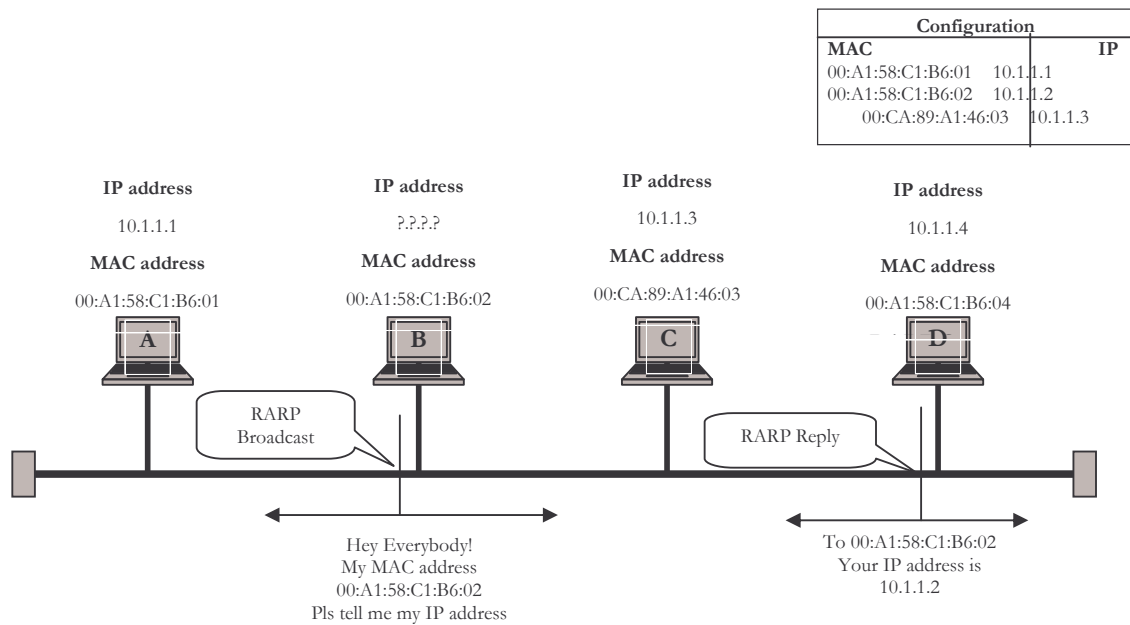 Configuration
MAC IP
00:A1:58:C1:B6:01 10.1.1.1
00:A1:58:C1:B6:02 10.1.1.2
00:CA:89:A1:46:03 10.1.1.3
IP address
10.1.1.1
MAC address
00:A1:58:C1:B6:01
A
IP address
?.?.?.?
MAC address
00:A1:58:C1:B6:02
B
IP address
10.1.1.3
MAC address
00:CA:89:A1:46:03
C
IP address
10.1.1.4
MAC address
00:A1:58:C1:B6:04
D
RARP
Broadcast
RARP Reply
Hey Everybody!
My MAC address
00:A1:58:C1:B6:02
Pls tell me my IP address
To 00:A1:58:C1:B6:02
Your IP address is
10.1.1.2